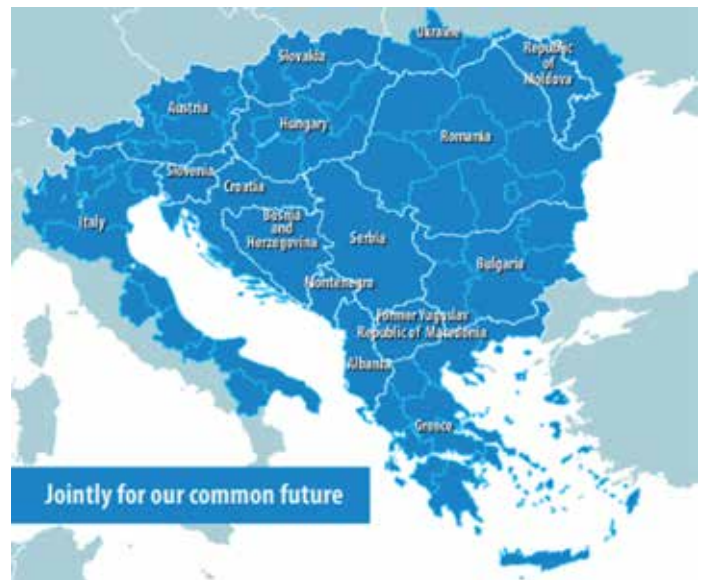 Ukraine
Slovakia
Republic
of
Moldova
Austria
Hungary
Romania
Slovenia
Croatia
Bosnia
and
Herzegovina
Italy
Serbia
Bulgaria
Montenegro
Former Yugoslav
Republic of Macedonia
Albania
Greece
Jointly for our common future